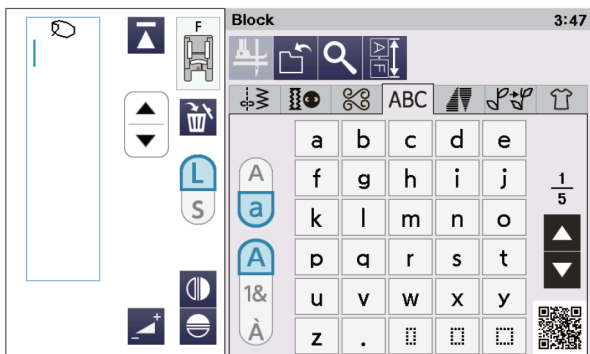 Block 3:47
F
A F
ABC
a b c d e
A f g h i j 1/5
L a
S k l m n o
A p q r s t
1& u v w x y
À z .